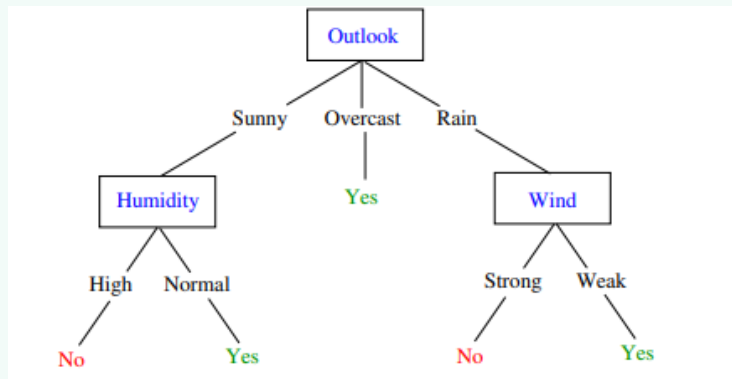 Outlook
Sunny Overcast Rain
Humidity Yes Wind
High Normal Strong Weak
No Yes No Yes